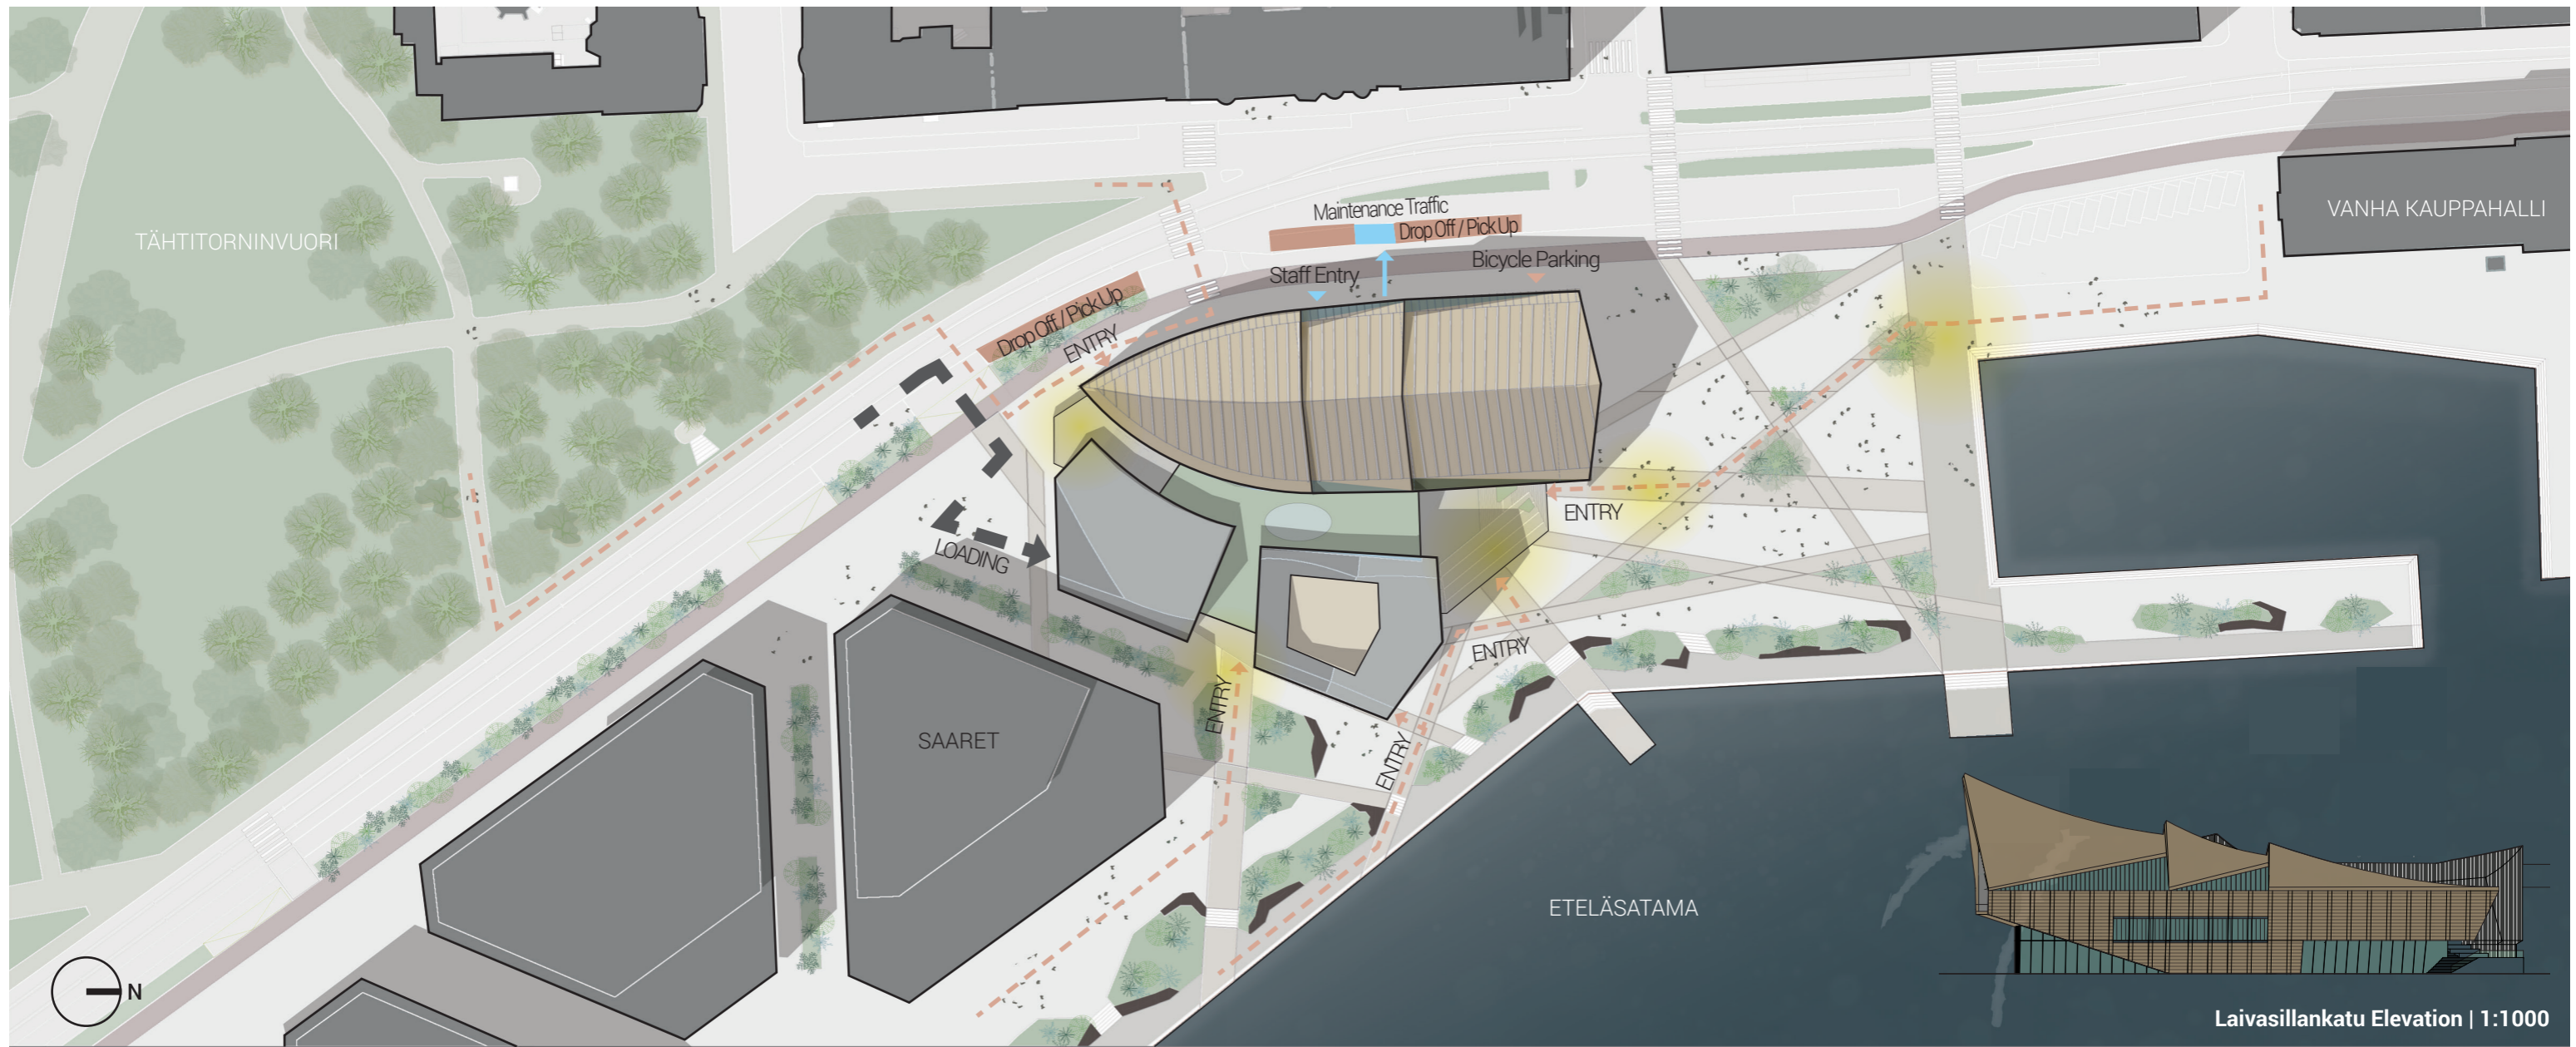 Maintenance Traffic
VANHA KAUPPAHALLI
Drop Off / Pick Up
TÄHTITORNINVUORI
Bicycle Parking
Staff Entry
Drop Off / Pick Up
ENTRY
ENTRY
LOADING
ENTRY
ENTRY
SAARET
ENTRY
ETELÄSATAMA
N
Laivasillankatu Elevation | 1:1000